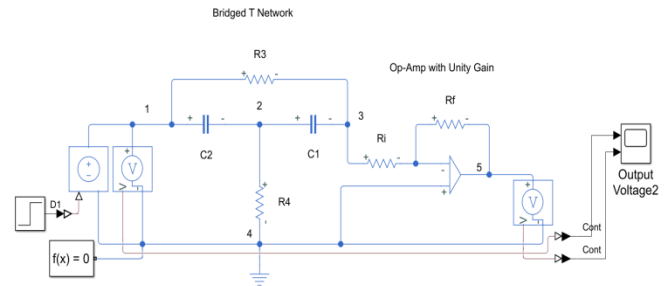 Bridged T Network
R3
Op-Amp with Unity Gain
1
2
3
Rf
+ -
C2
C1
Ri
5
Output
Voltage2
V
V
D1
R4
4
Cont
Cont
f(x) = 0